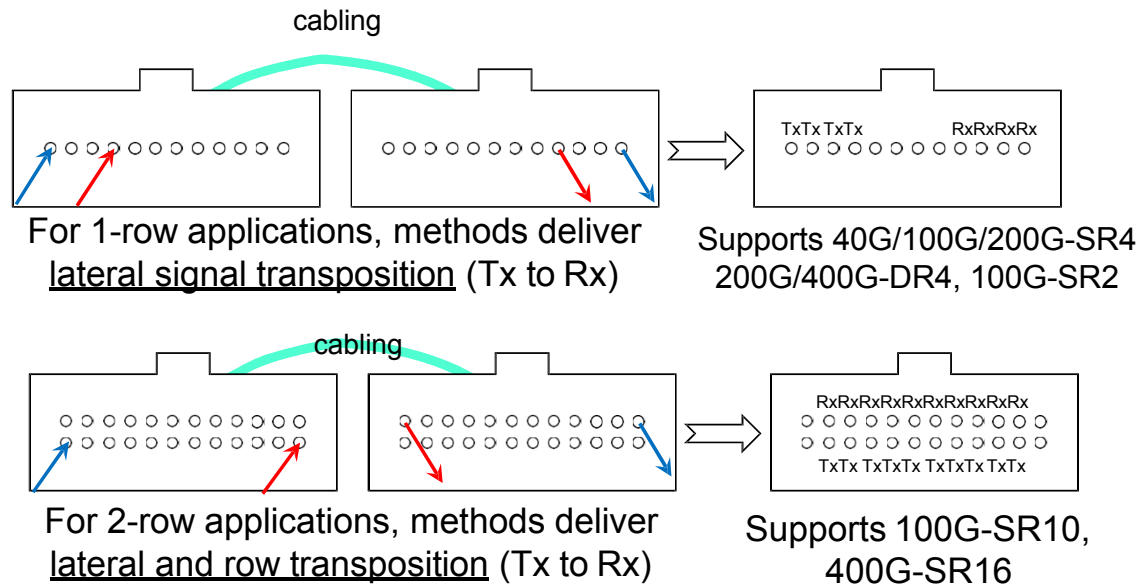 cabling
TxTx TxTx
RxRxRxRx
For 1-row applications, methods deliver
lateral signal transposition (Tx to Rx)
Supports 40G/100G/200G-SR4
200G/400G-DR4, 100G-SR2
cabling
RxRxRxRxRxRxRxRxRxRx
TxTx TxTxTx TxTxTx TxTx
For 2-row applications, methods deliver
lateral and row transposition (Tx to Rx)
Supports 100G-SR10,
400G-SR16